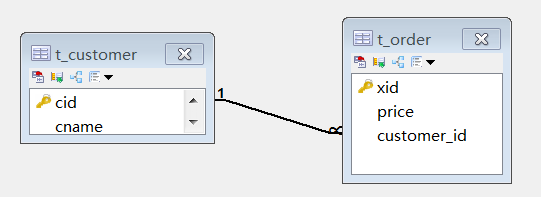 t_customer
cid
cname
1
∞
t_order
xid
price
customer_id